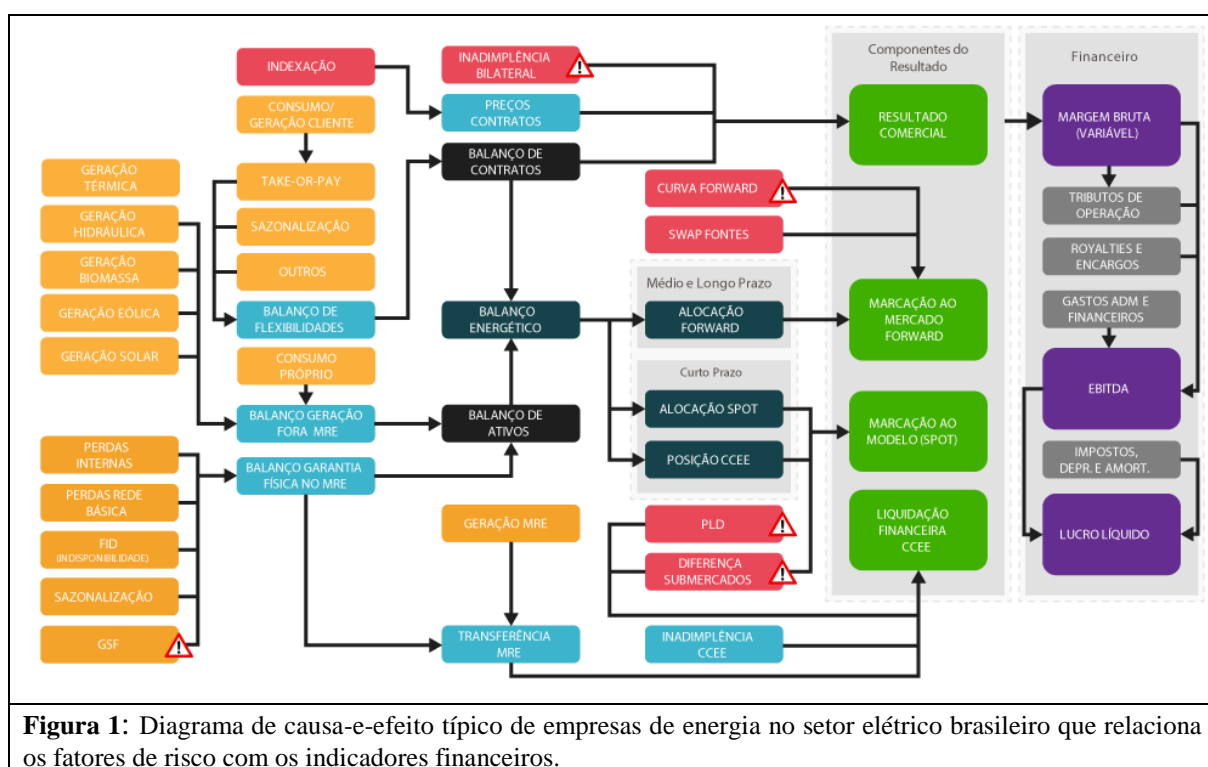 INDEXAÇÃO
CONSUMO/
GERAÇÃO CLIENTE
GERAÇÃO
TÉRMICA
GERAÇÃO
HIDRÁULICA
GERAÇÃO
BIOMASSA
GERAÇÃO EÓLICA
GERAÇÃO SOLAR
TAKE-OR-PAY
SAZONALIZAÇÃO
OUTROS
BALANÇO DE
FLEXIBILIDADES
CONSUMO
PRÓPRIO
BALANÇO GERAÇÃO
FORA MRE
PERDAS
INTERNAS
PERDAS REDE
BÁSICA
FID
(INDISPONIBILIDADE)
SAZONALIZAÇÃO
GSF
BALANÇO GARANTIA
FÍSICA NO MRE
INADIMPLÊNCIA
BILATERAL
PREÇOS
CONTRATOS
BALANÇO DE
CONTRATOS
BALANÇO
ENERGÉTICO
BALANÇO DE
ATIVOS
GERAÇÃO MRE
TRANSFERÊNCIA
MRE
CURVA FORWARD
SWAP FONTES
Médio e Longo Prazo
ALOCAÇÃO
FORWARD
Curto Prazo
ALOCAÇÃO SPOT
POSIÇÃO CCEE
PLD
DIFERENÇA
SUBMERCADOS
INADIMPLÊNCIA
CCEE
Componentes do
Resultado
RESULTADO
COMERCIAL
MARCAÇÃO AO
MERCADO
FORWARD
MARCAÇÃO AO
MODELO (SPOT)
LIQUIDAÇÃO
FINANCEIRA
CCEE
Financeiro
MARGEM BRUTA
(VARIÁVEL)
TRIBUTOS DE
OPERAÇÃO
ROYALTIES E
ENCARGOS
GASTOS ADM E
FINANCEIROS
EBITDA
IMPOSTOS,
DEPR. E AMORT.
LUCRO LÍQUIDO
Figura 1: Diagrama de causa-e-efeito típico de empresas de energia no setor elétrico brasileiro que relaciona
os fatores de risco com os indicadores financeiros.